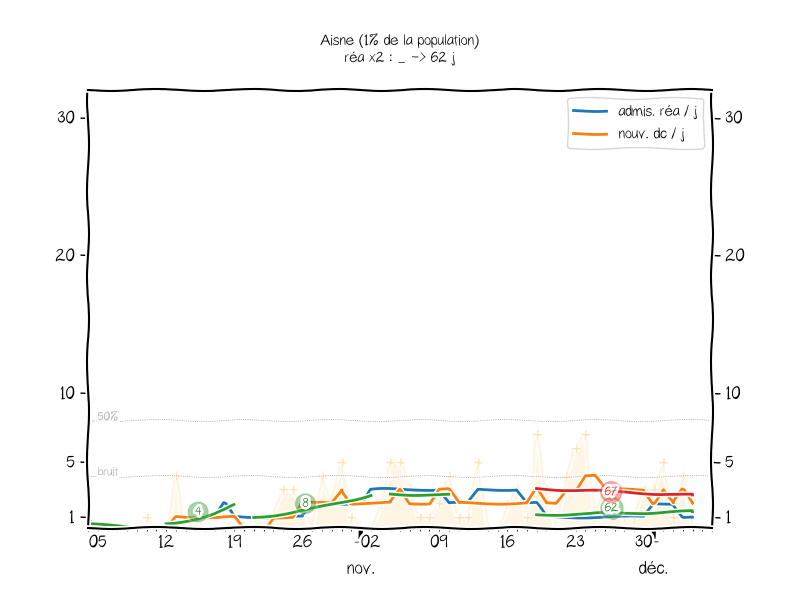 Aisne (1% de la population)
réa x2 : _ -> 62 j
admis. réa / j
nouv. dc / j
30
30
20
20
10
10
50%
5
5
bruit
67
62
8
4
1
1
05 12 19 26 02 09 16 23 30
nov. déc.